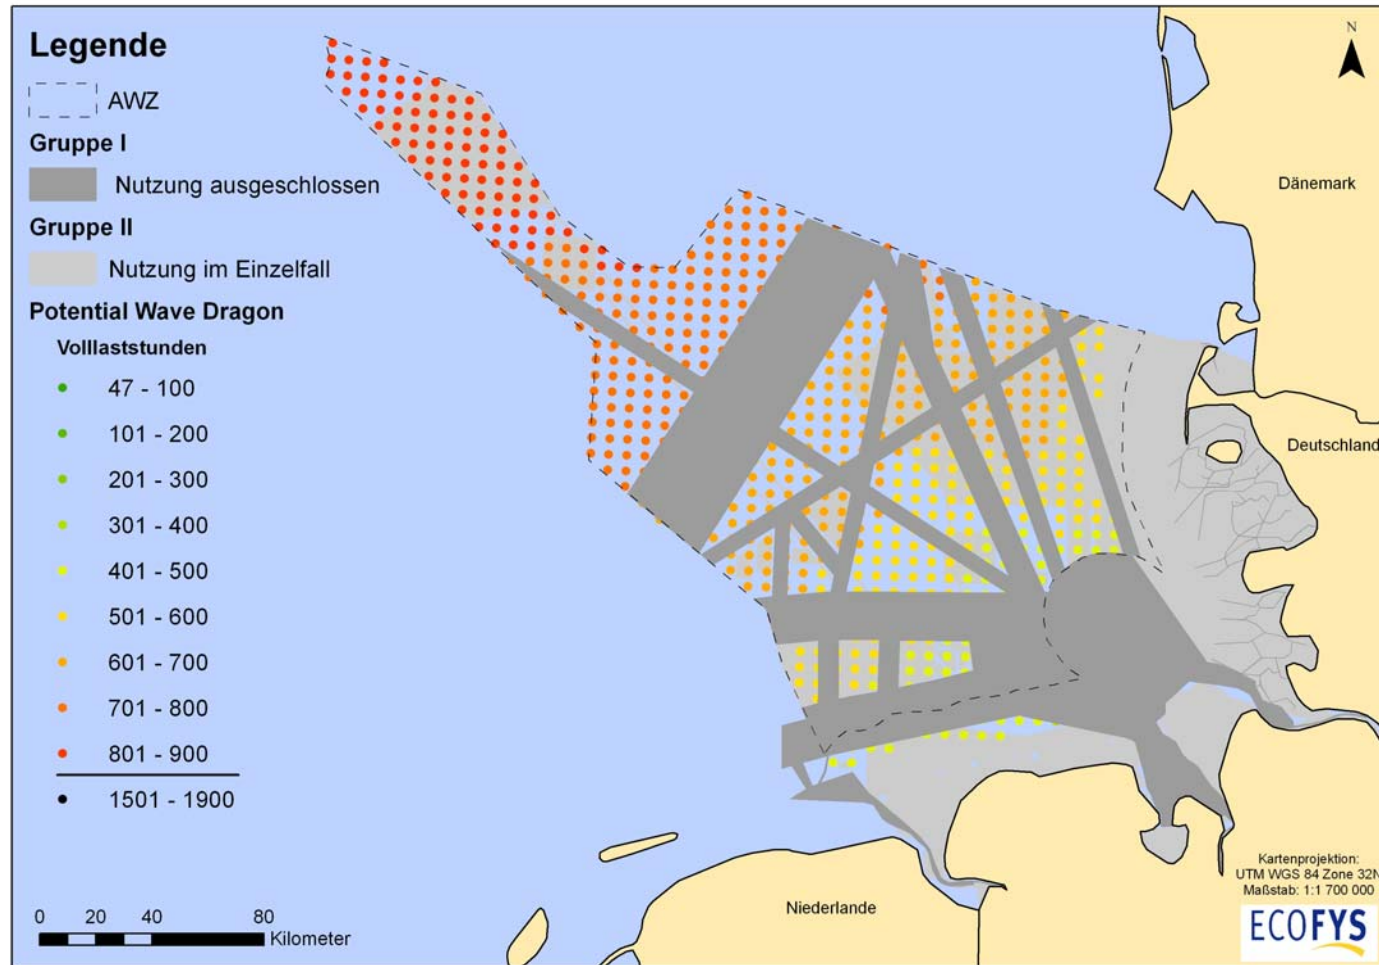 Legende
AWZ
Gruppe I
Nutzung ausgeschlossen
Gruppe II
Nutzung im Einzelfall
Potential Wave Dragon
Volllaststunden
47 - 100
101 - 200
201 - 300
301 - 400
401 - 500
501 - 600
601 - 700
701 - 800
801 - 900
1501 - 1900
0 20 40 80
Kilometer
N
Dänemark
Deutschland
Niederlande
Kartenprojektion:
UTM WGS 84 Zone 32N
Maßstab: 1:1 700 000
ECOFYS